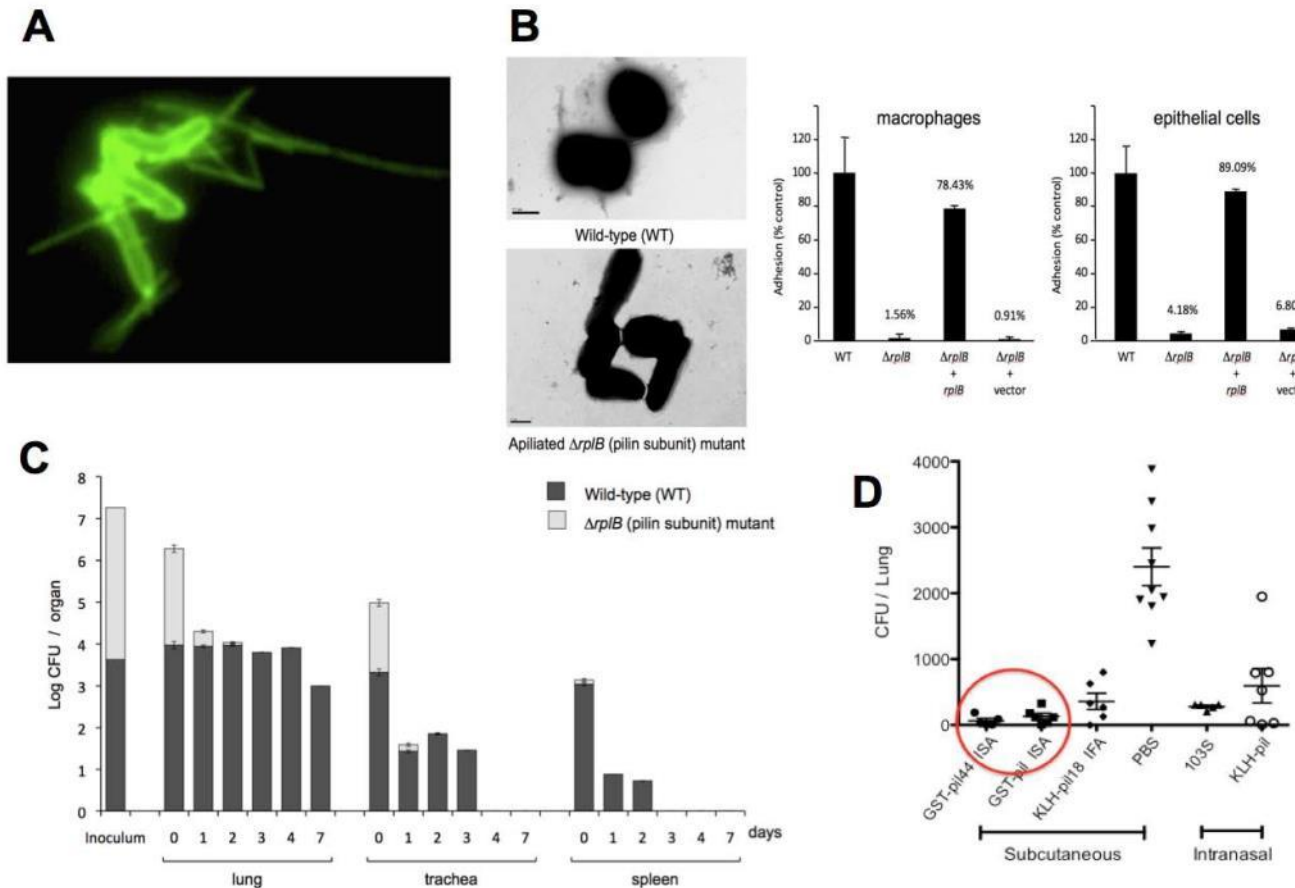 A
B
Wild-type (WT)
Apiliated ΔrplB (pilin subunit) mutant
macrophages
Adhesion (% control)
120
100
80
60
40
20
0
1.56%
78.43%
0.91%
WT
ΔrplB
ΔrplB
+
rplB
ΔrplB
+
vector
epithelial cells
Adhesion (% control)
120
100
80
60
40
20
0
4.18%
89.09%
6.80
WT
ΔrplB
ΔrplB
+
rplB
Δrp
+
vecto
C
Wild-type (WT)
ΔrplB (pilin subunit) mutant
Log CFU / organ
8
7
6
5
4
3
2
1
0
Inoculum
0 1 2 3 4 7
0 1 2 3 4 7
0 1 2 3 4 7 days
lung
trachea
spleen
D
CFU / Lung
4000
3000
2000
1000
0
GST-pil44 ISA
GST-pil ISA
KLH-pil18 IFA
PBS
103S
KLH-pil
Subcutaneous
Intranasal